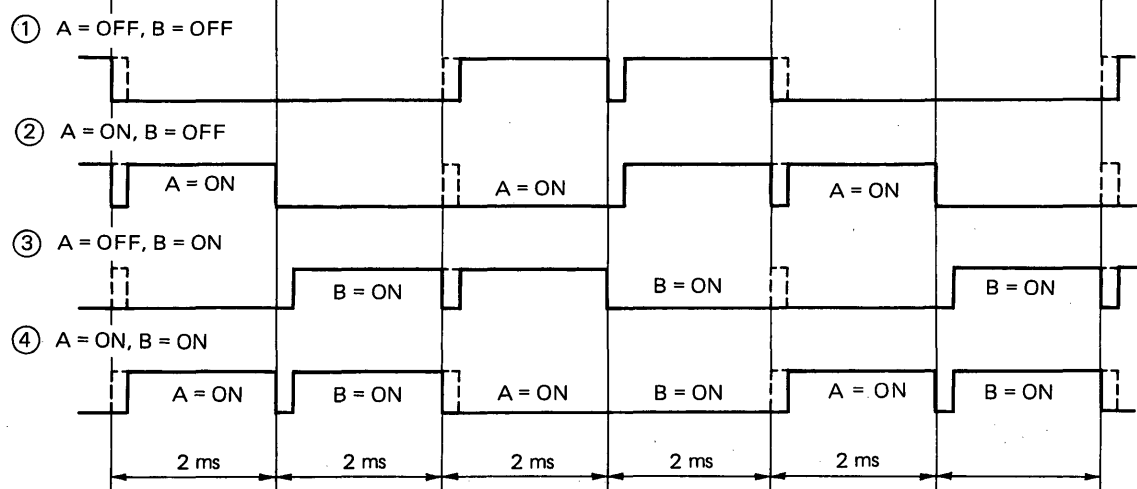 ① A = OFF, B = OFF
② A = ON, B = OFF
A = ON A = ON A = ON
③ A = OFF, B = ON
B = ON B = ON B = ON
④ A = ON, B = ON
A = ON B = ON A = ON B = ON A = ON B = ON
2 ms 2 ms 2 ms 2 ms 2 ms